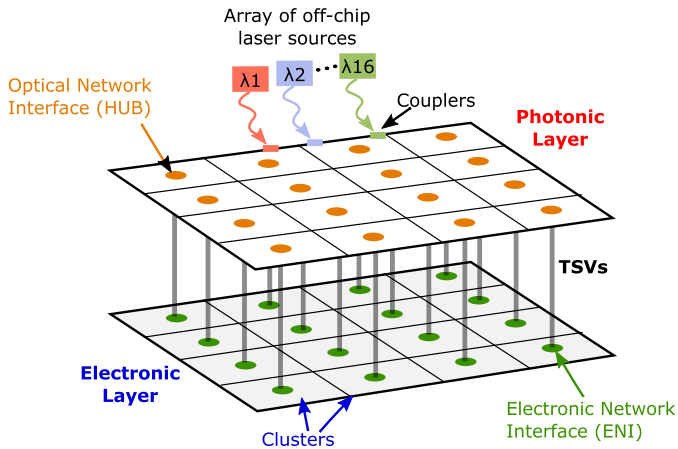 Array of off-chip
laser sources
λ1
λ2
λ16
Optical Network
Interface (HUB)
Couplers
Photonic
Layer
TSVs
Electronic
Layer
Clusters
Electronic Network
Interface (ENI)